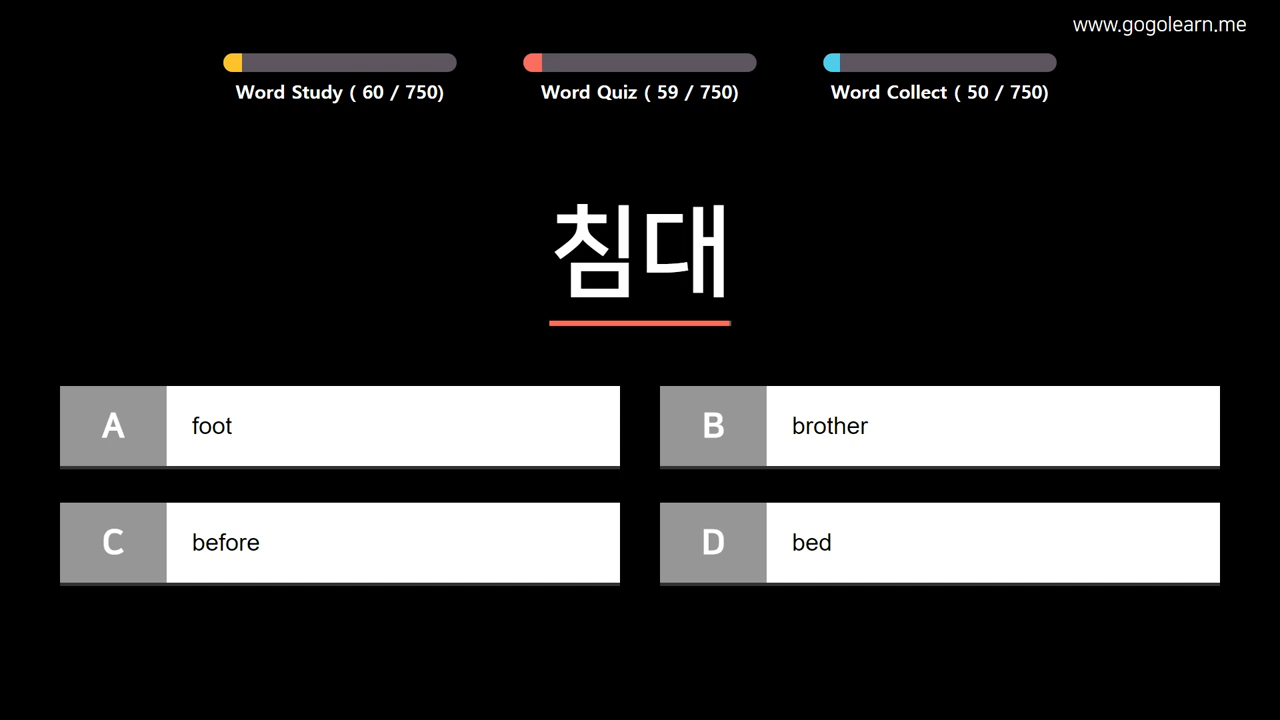 www.gogolearn.me
Word Study ( 60 / 750)
Word Quiz ( 59 / 750)
Word Collect ( 50 / 750)
침대
A foot
B brother
C before
D bed